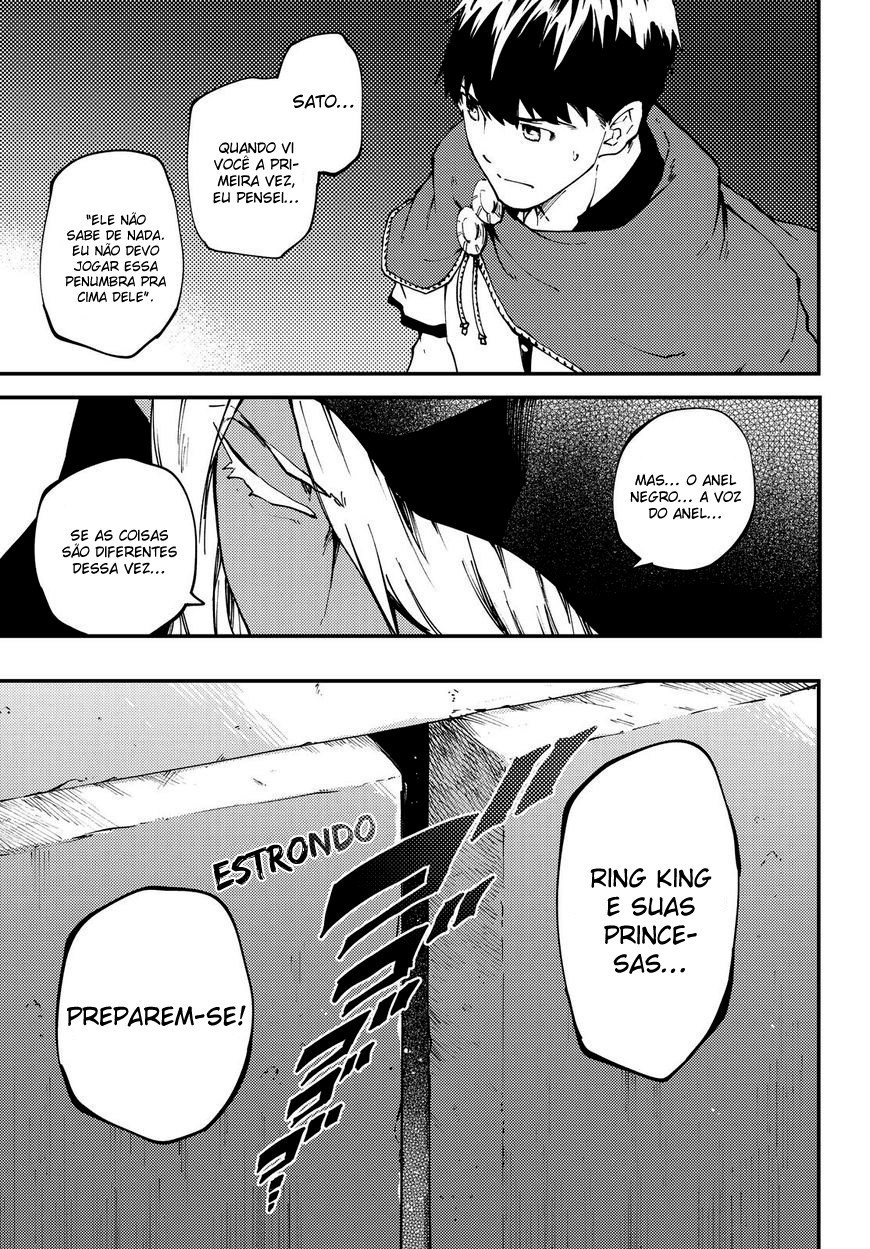 SATO...
QUANDO VI
VOCÊ A PRI-
MEIRA VEZ,
EU PENSEI...
"ELE NÃO
SABE DE NADA.
EU NÃO DEVO
JOGAR ESSA
PENUMBRA PRA
CIMA DELE".
MAS... O ANEL
NEGRO... A VOZ
DO ANEL...
SE AS COISAS
SÃO DIFERENTES
DESSA VEZ...
RING KING
E SUAS
PRINCE-
SAS...
ESTRONDO
PREPAREM-SE!